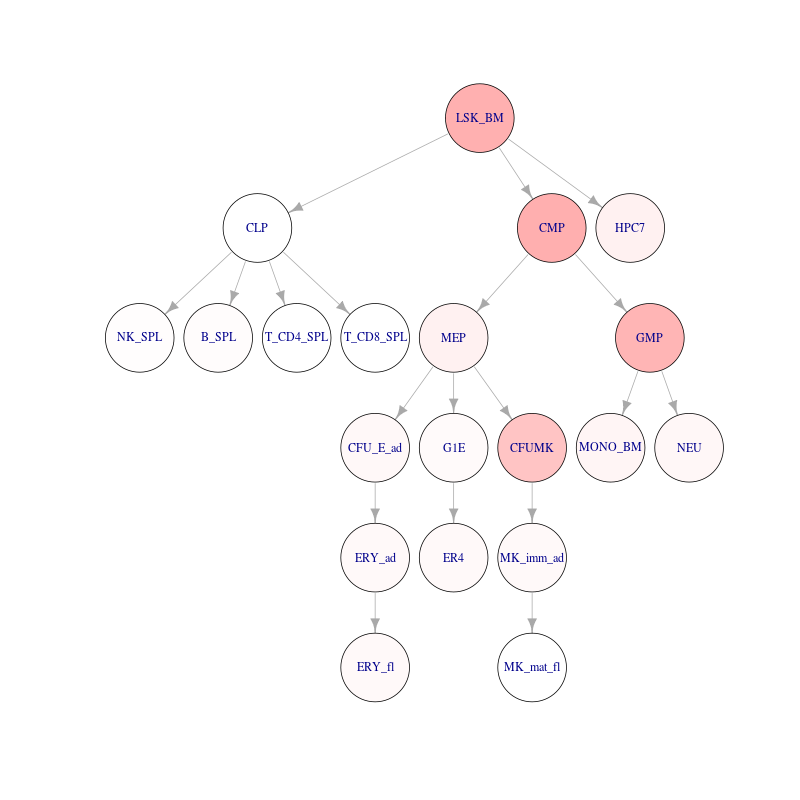 LSK_BM
CLP
CMP
HPC7
NK_SPL
B_SPL
T_CD4_SPL
T_CD8_SPL
MEP
GMP
CFU_E_ad
G1E
CFUMK
MONO_BM
NEU
ERY_ad
ER4
MK_imm_ad
ERY_fl
MK_mat_fl